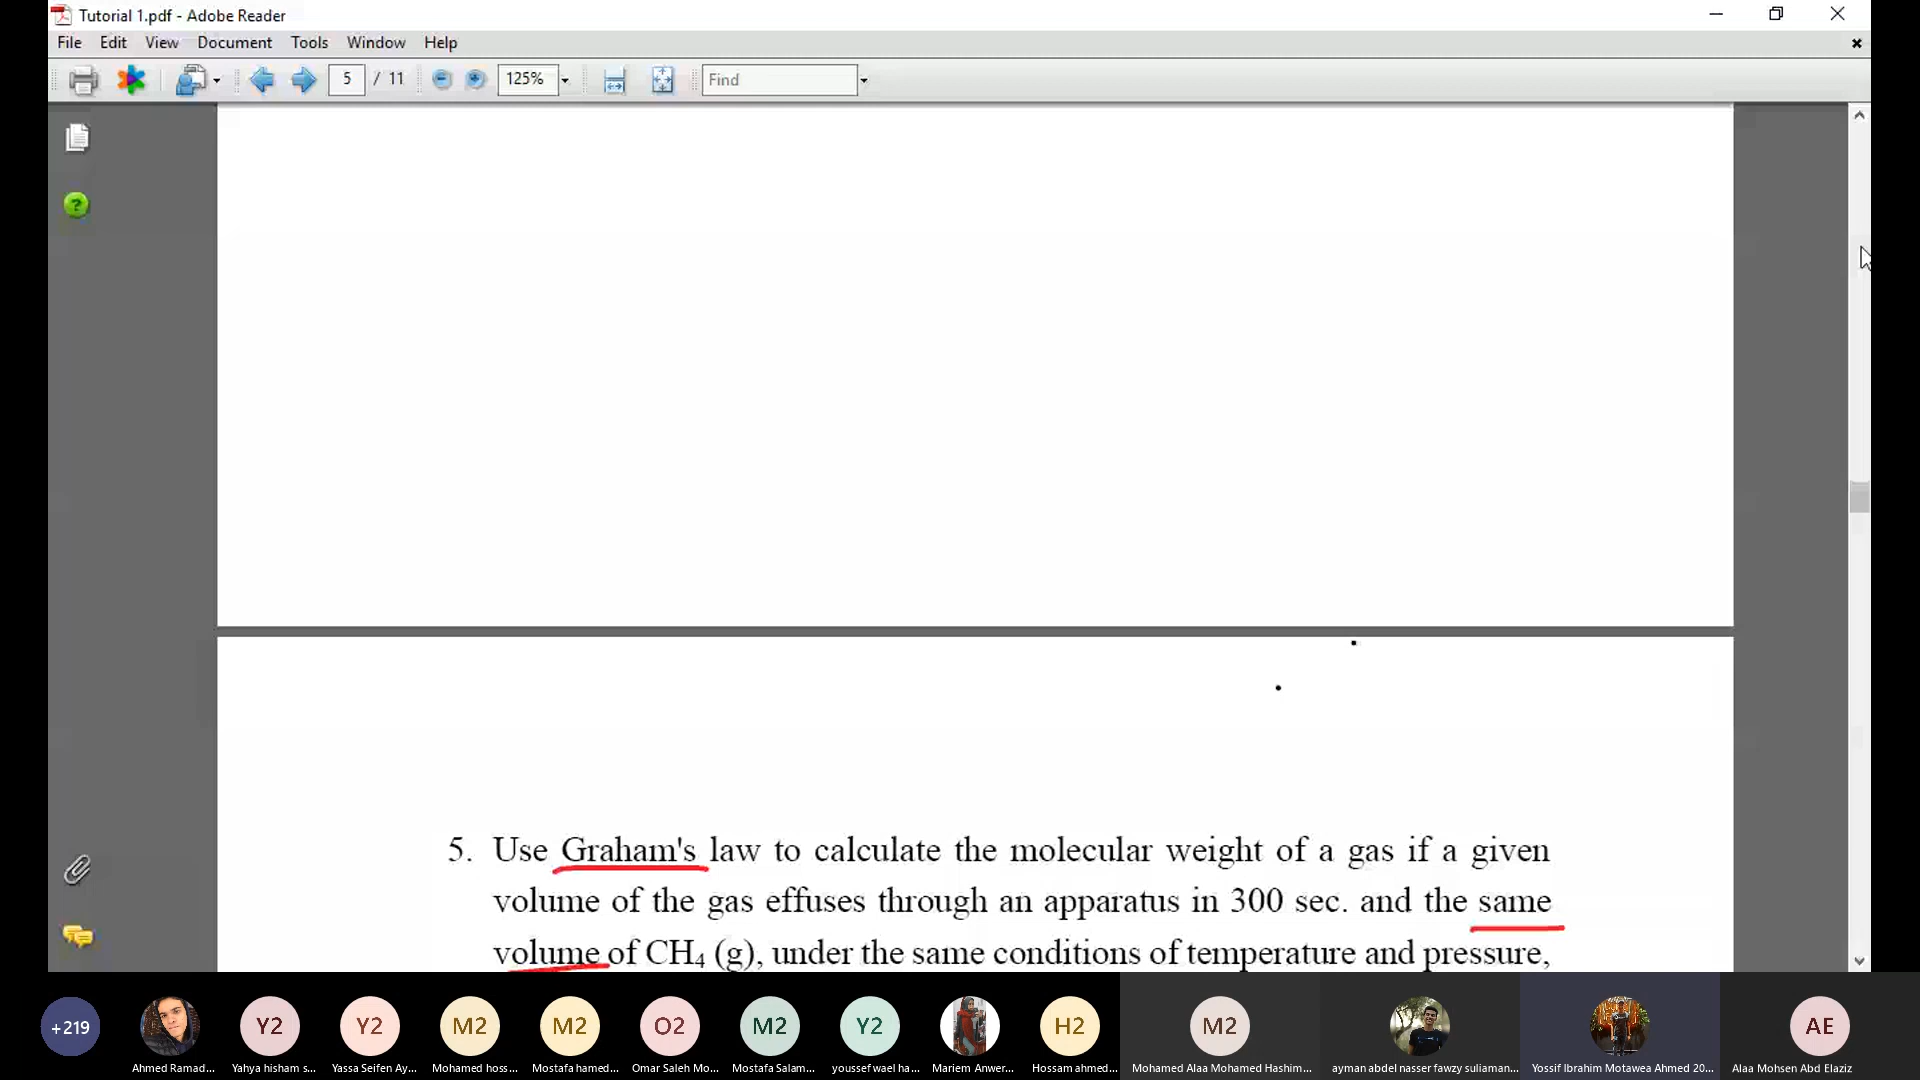 Tutorial 1.pdf - Adobe Reader
File Edit View Document Tools Window Help
5 / 11 125% Find
5. Use Graham's law to calculate the molecular weight of a gas if a given
volume of the gas effuses through an apparatus in 300 sec. and the same
volume of CH₄ (g), under the same conditions of temperature and pressure,
+219 Y2 Y2 M2 M2 O2 M2 Y2 H2 M2 AE
Ahmed Ramad... Yahya hisham s... Yassa Seifen Ay... Mohamed hoss... Mostafa hamed... Omar Saleh Mo... Mostafa Salam... youssef wael ha... Mariem Anwer... Hossam ahmed... Mohamed Alaa Mohamed Hashim... ayman abdel nasser fawzy suliaman... Yossif Ibrahim Motawea Ahmed 20... Alaa Mohsen Abd Elaziz